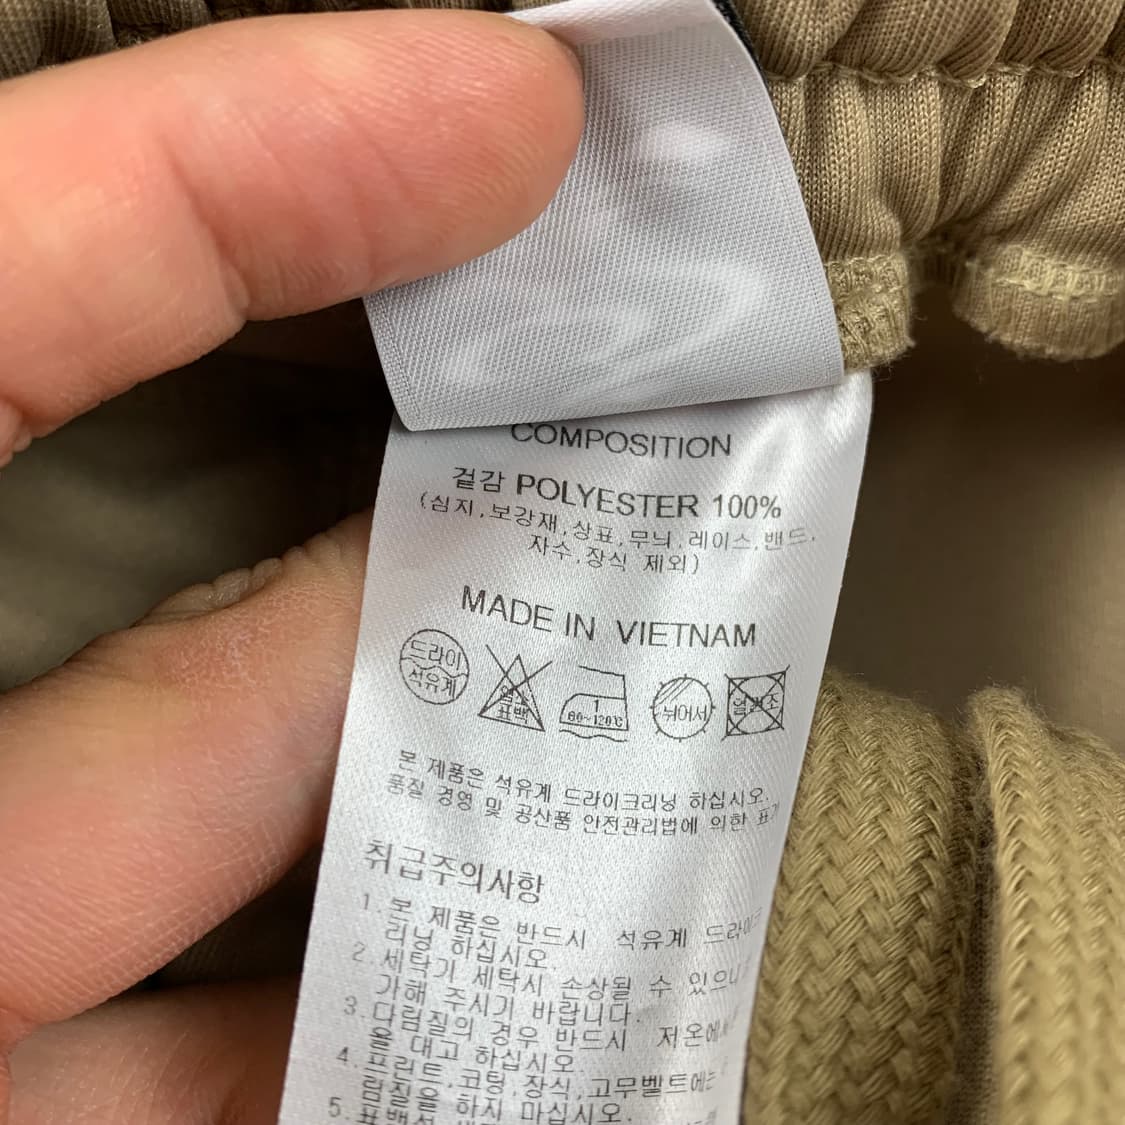 COMPOSITION
겉감 POLYESTER 100%
(심지,보강재,상표,무늬,레이스,밴드,
자수,장식 제외)
MADE IN VIETNAM
드라이
석유계
표백
1
80~120℃
뉘어서
본 제품은 석유계 드라이크리닝 하십시오.
품질 경영 및 공산품 안전관리법에 의한 표기
취급주의사항
1.본 제품은 반드시 석유계 드라이크
리닝 하십시오.
2.세탁기 세탁시 손상될 수 있으니
가해 주시기 바랍니다.
3.다림질의 경우 반드시
을 대고 하십시오.
4.프린트,코팅,장식,고무벨트에는
림질을 하지 마십시오.
5.